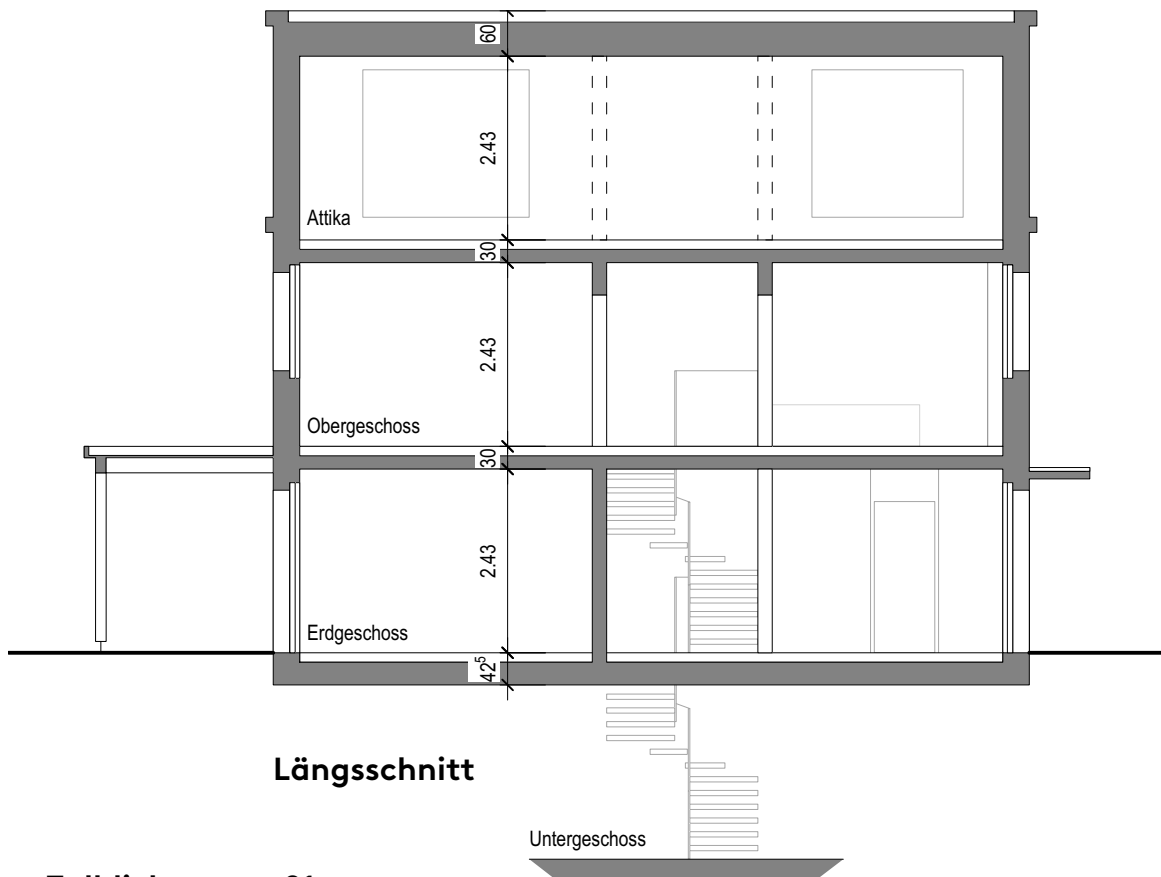 60
2.43
Attika
30
2.43
Obergeschoss
30
2.43
Erdgeschoss
42⁵
Längsschnitt
Untergeschoss